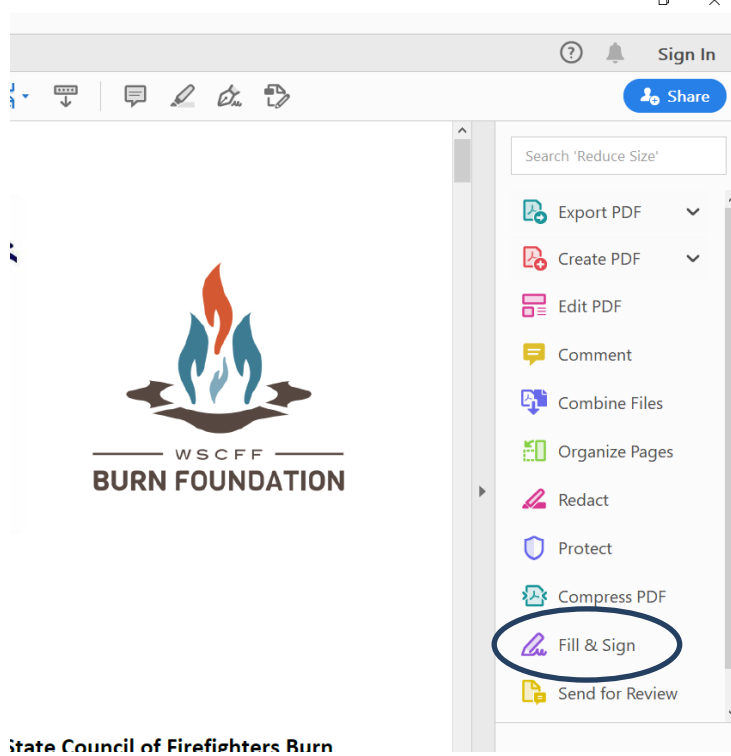 Sign In
Share
Search 'Reduce Size'
Export PDF
Create PDF
Edit PDF
Comment
Combine Files
Organize Pages
Redact
Protect
Compress PDF
Fill & Sign
Send for Review
WSCFF
BURN FOUNDATION
State Council of Firefighters Burn